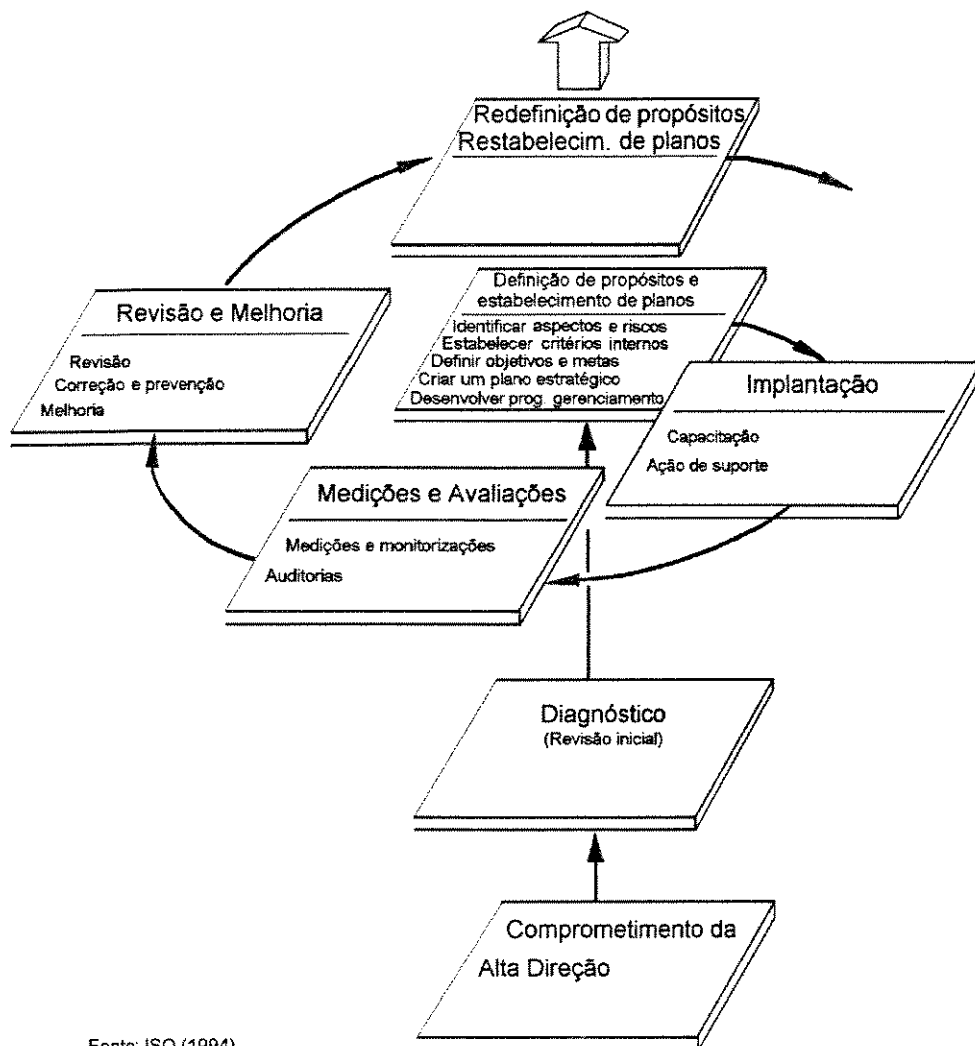 Redefinição de propósitos
Restabelecim. de planos
Definição de propósitos e
estabelecimento de planos
Identificar aspectos e riscos
Estabelecer critérios internos
Definir objetivos e metas
Criar um plano estratégico
Desenvolver prog. gerenciamento
Revisão e Melhoria
Revisão
Correção e prevenção
Melhoria
Implantação
Capacitação
Ação de suporte
Medições e Avaliações
Medições e monitorizações
Auditorias
Diagnóstico
(Revisão inicial)
Comprometimento da
Alta Direção
Fonte: ISO (1994)